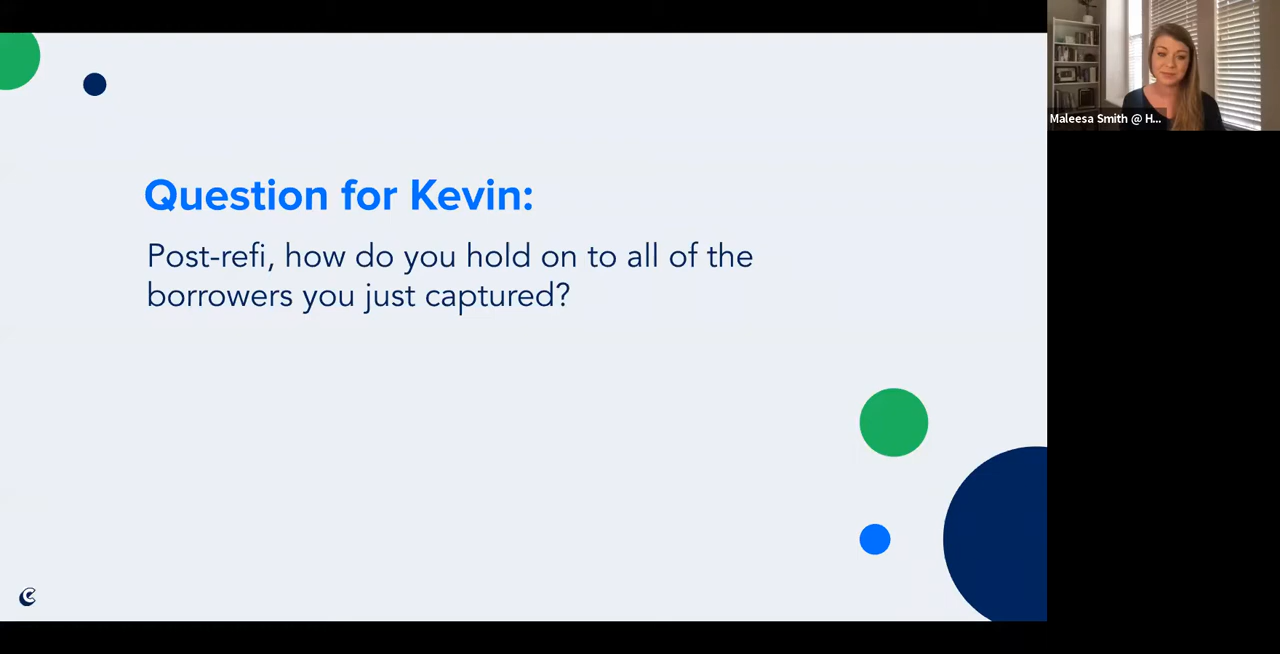 Question for Kevin:
Post-refi, how do you hold on to all of the
borrowers you just captured?
Maleesa Smith @ H...